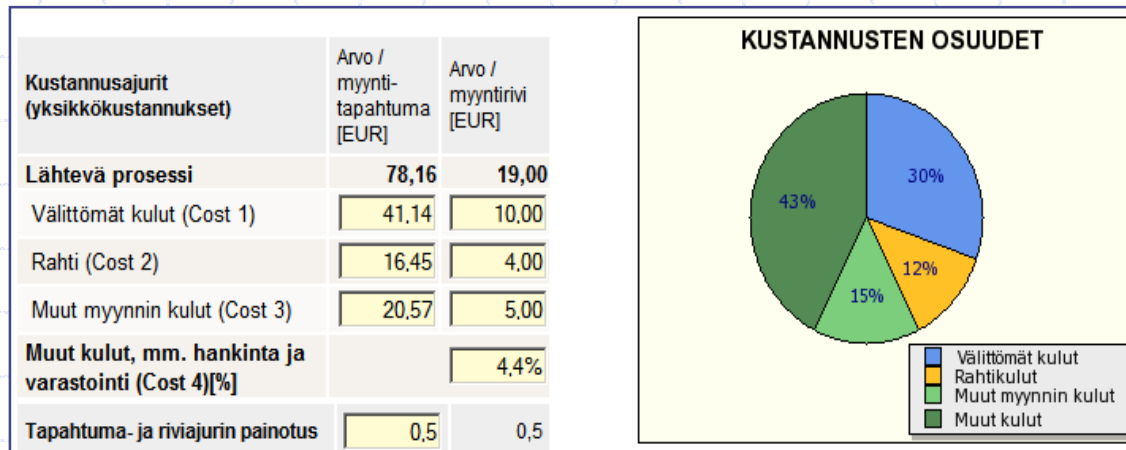 Kustannusajurit
(yksikkökustannukset)
Arvo /
myynti-
tapahtuma
[EUR]
Arvo /
myyntirivi
[EUR]
Lähtevä prosessi 78,16 19,00
Välittömät kulut (Cost 1) 41,14 10,00
Rahti (Cost 2) 16,45 4,00
Muut myynnin kulut (Cost 3) 20,57 5,00
Muut kulut, mm. hankinta ja
varastointi (Cost 4)[%] 4,4%
Tapahtuma- ja riviajurin painotus 0,5 0,5
KUSTANNUSTEN OSUUDET
30%
43%
12%
15%
Välittömät kulut
Rahtikulut
Muut myynnin kulut
Muut kulut